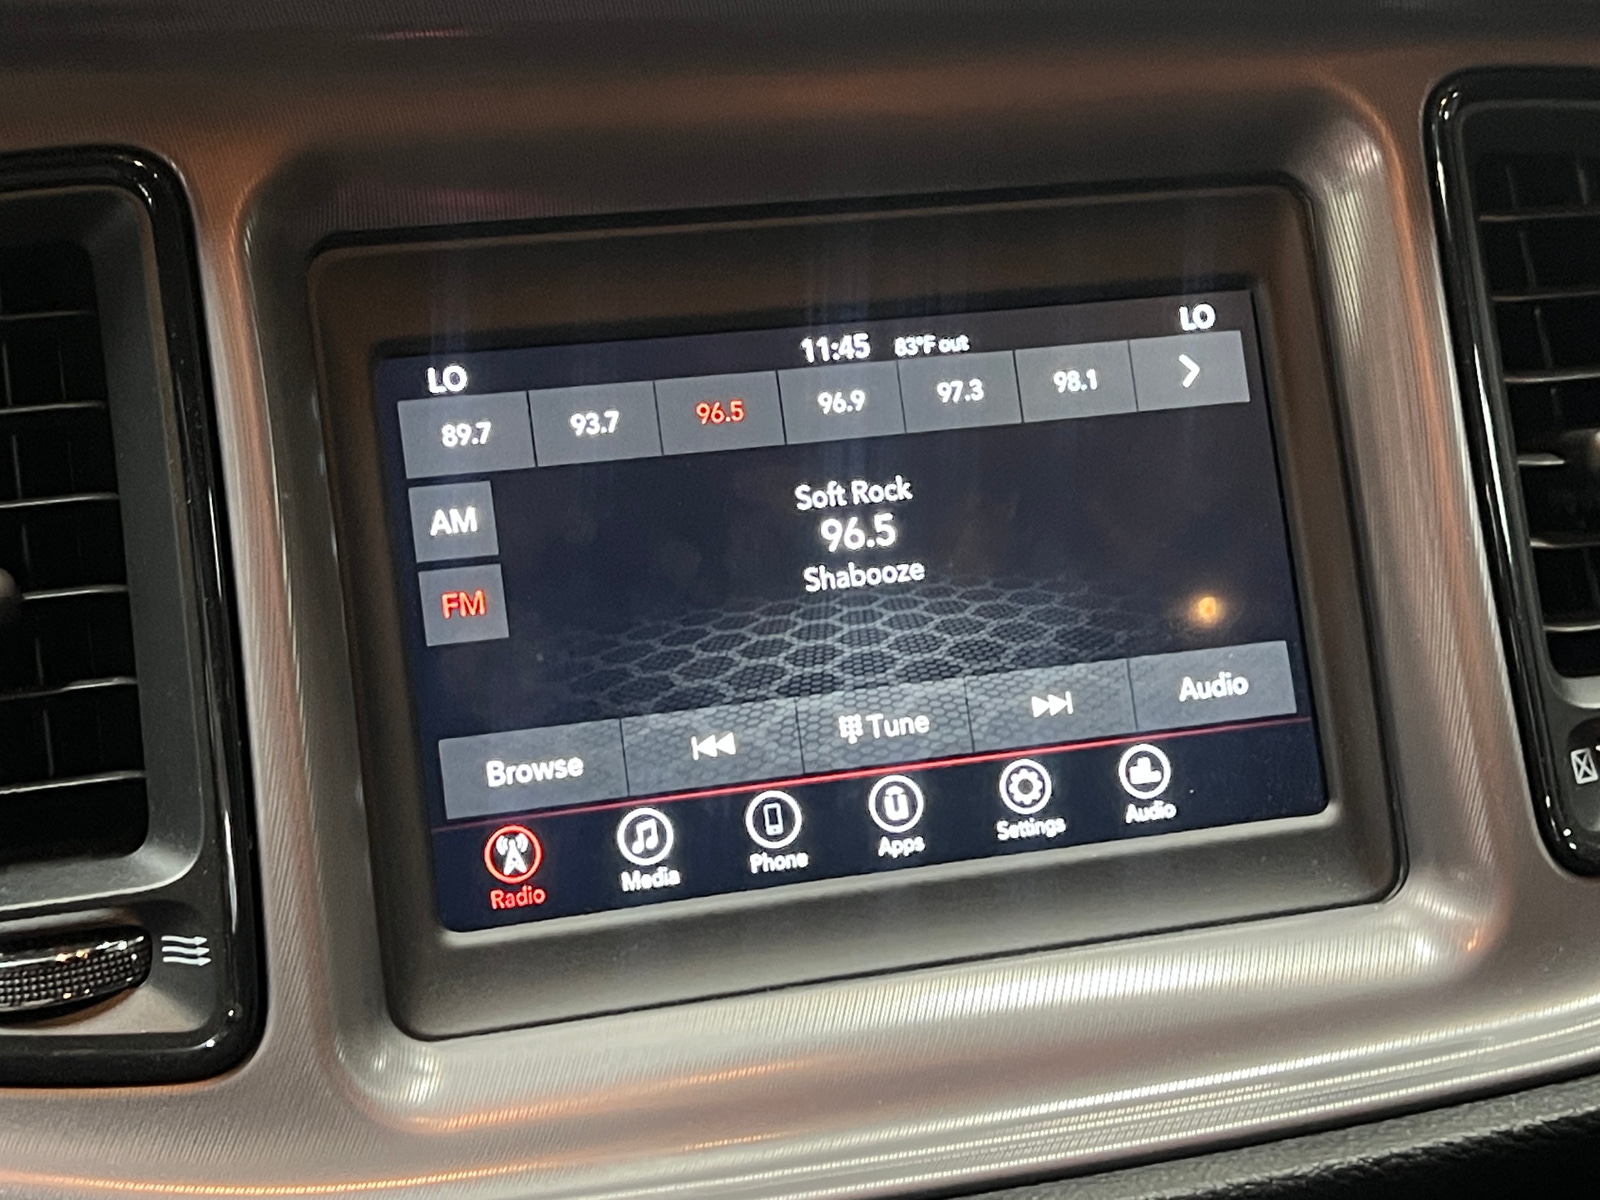 LO 11:45 83°F out LO
89.7 93.7 96.5 96.9 97.3 98.1
AM
FM
Soft Rock
96.5
Shabooze
Browse Tune Audio
Radio Media Phone Apps Settings Audio